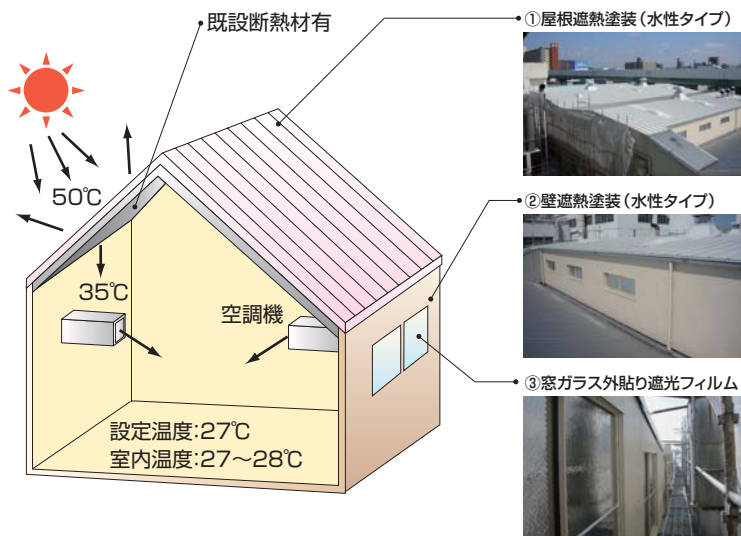 既設断熱材有
①屋根遮熱塗装(水性タイプ)
50℃
②壁遮熱塗装(水性タイプ)
35℃
空調機
③窓ガラス外貼り遮光フィルム
設定温度:27℃
室内温度:27〜28℃